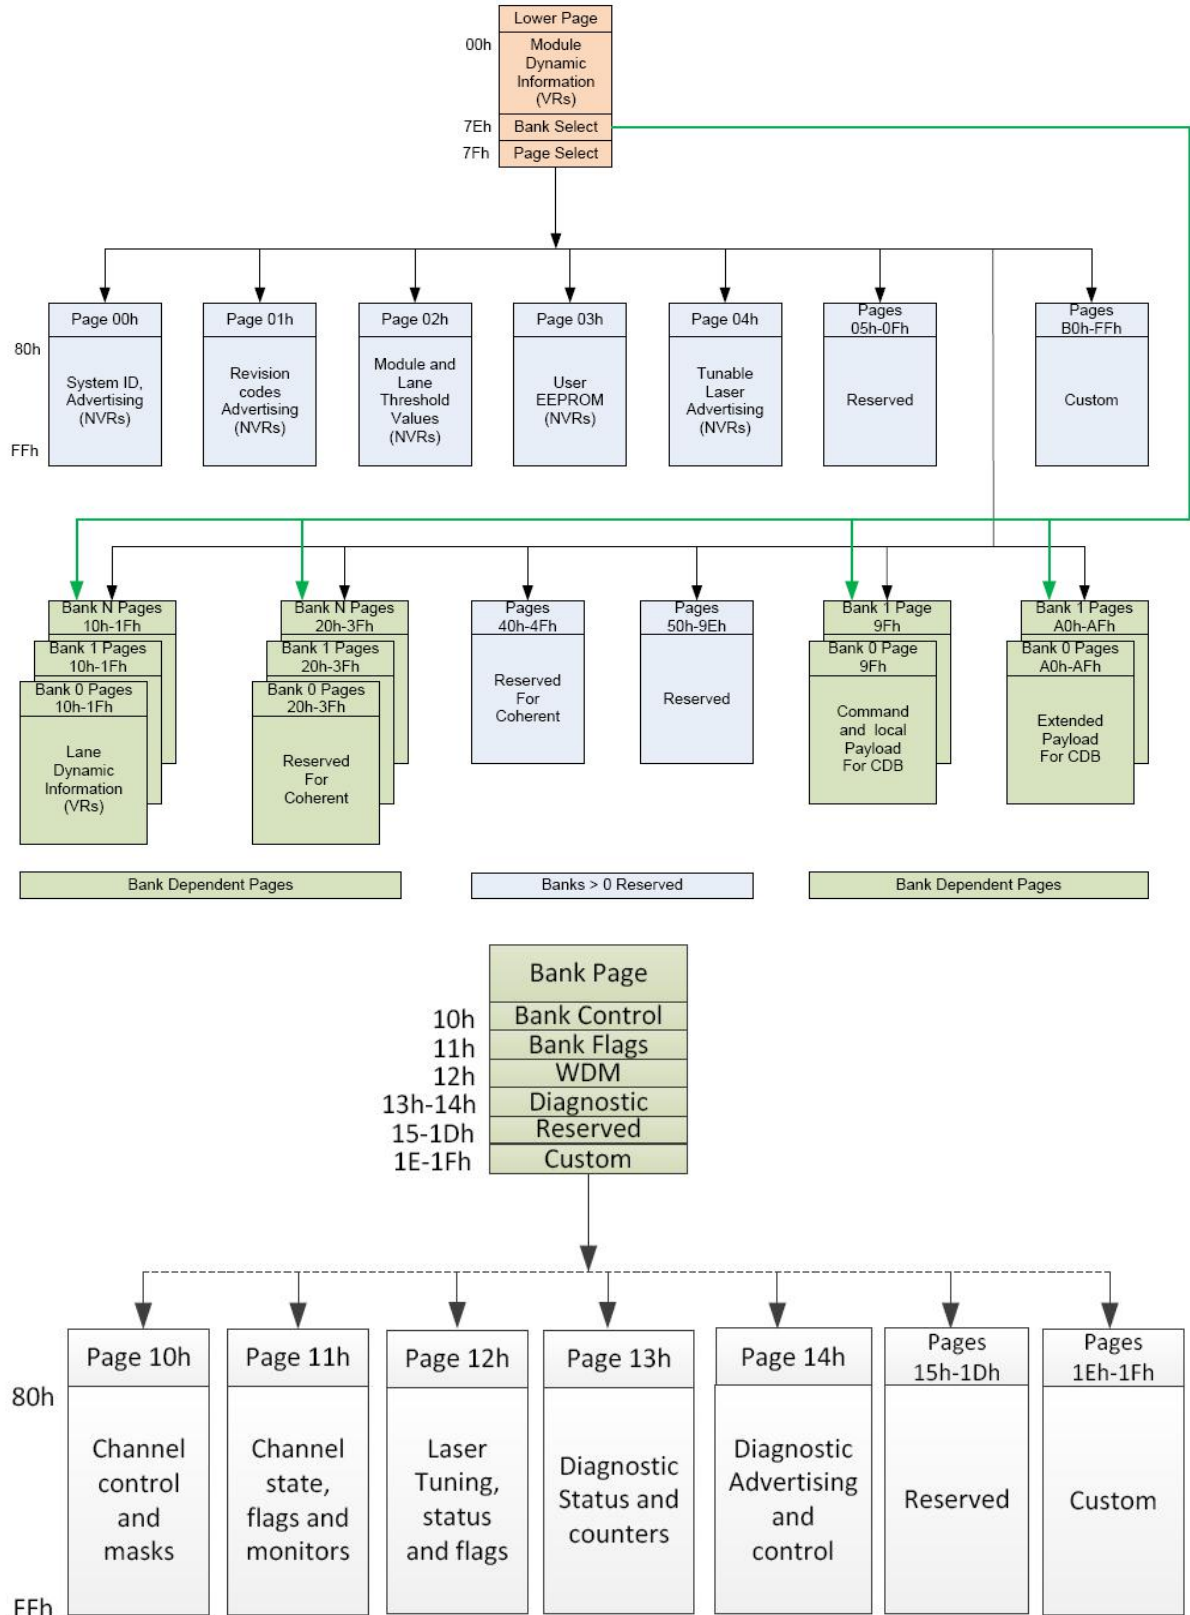 Lower Page
00h
Module
Dynamic
Information
(VRs)
7Eh
Bank Select
7Fh
Page Select
Page 00h
Page 01h
Page 02h
Page 03h
Page 04h
Pages
05h-0Fh
Pages
B0h-FFh
80h
System ID,
Advertising
(NVRs)
Revision
codes
Advertising
(NVRs)
Module and
Lane
Threshold
Values
(NVRs)
User
EEPROM
(NVRs)
Tunable
Laser
Advertising
(NVRs)
Reserved
Custom
FFh
Bank N Pages
10h-1Fh
Bank 1 Pages
10h-1Fh
Bank 0 Pages
10h-1Fh
Lane
Dynamic
Information
(VRs)
Bank N Pages
20h-3Fh
Bank 1 Pages
20h-3Fh
Bank 0 Pages
20h-3Fh
Reserved
For
Coherent
Pages
40h-4Fh
Reserved
For
Coherent
Pages
50h-9Eh
Reserved
Bank 1 Page
9Fh
Bank 0 Page
9Fh
Command
and local
Payload
For CDB
Bank 1 Pages
A0h-AFh
Bank 0 Pages
A0h-AFh
Extended
Payload
For CDB
Bank Dependent Pages
Banks > 0 Reserved
Bank Dependent Pages
Bank Page
10h
Bank Control
11h
Bank Flags
12h
WDM
13h-14h
Diagnostic
15-1Dh
Reserved
1E-1Fh
Custom
Page 10h
Page 11h
Page 12h
Page 13h
Page 14h
Pages
15h-1Dh
Pages
1Eh-1Fh
80h
Channel
control
and
masks
Channel
state,
flags and
monitors
Laser
Tuning,
status
and flags
Diagnostic
Status and
counters
Diagnostic
Advertising
and
control
Reserved
Custom
FFh